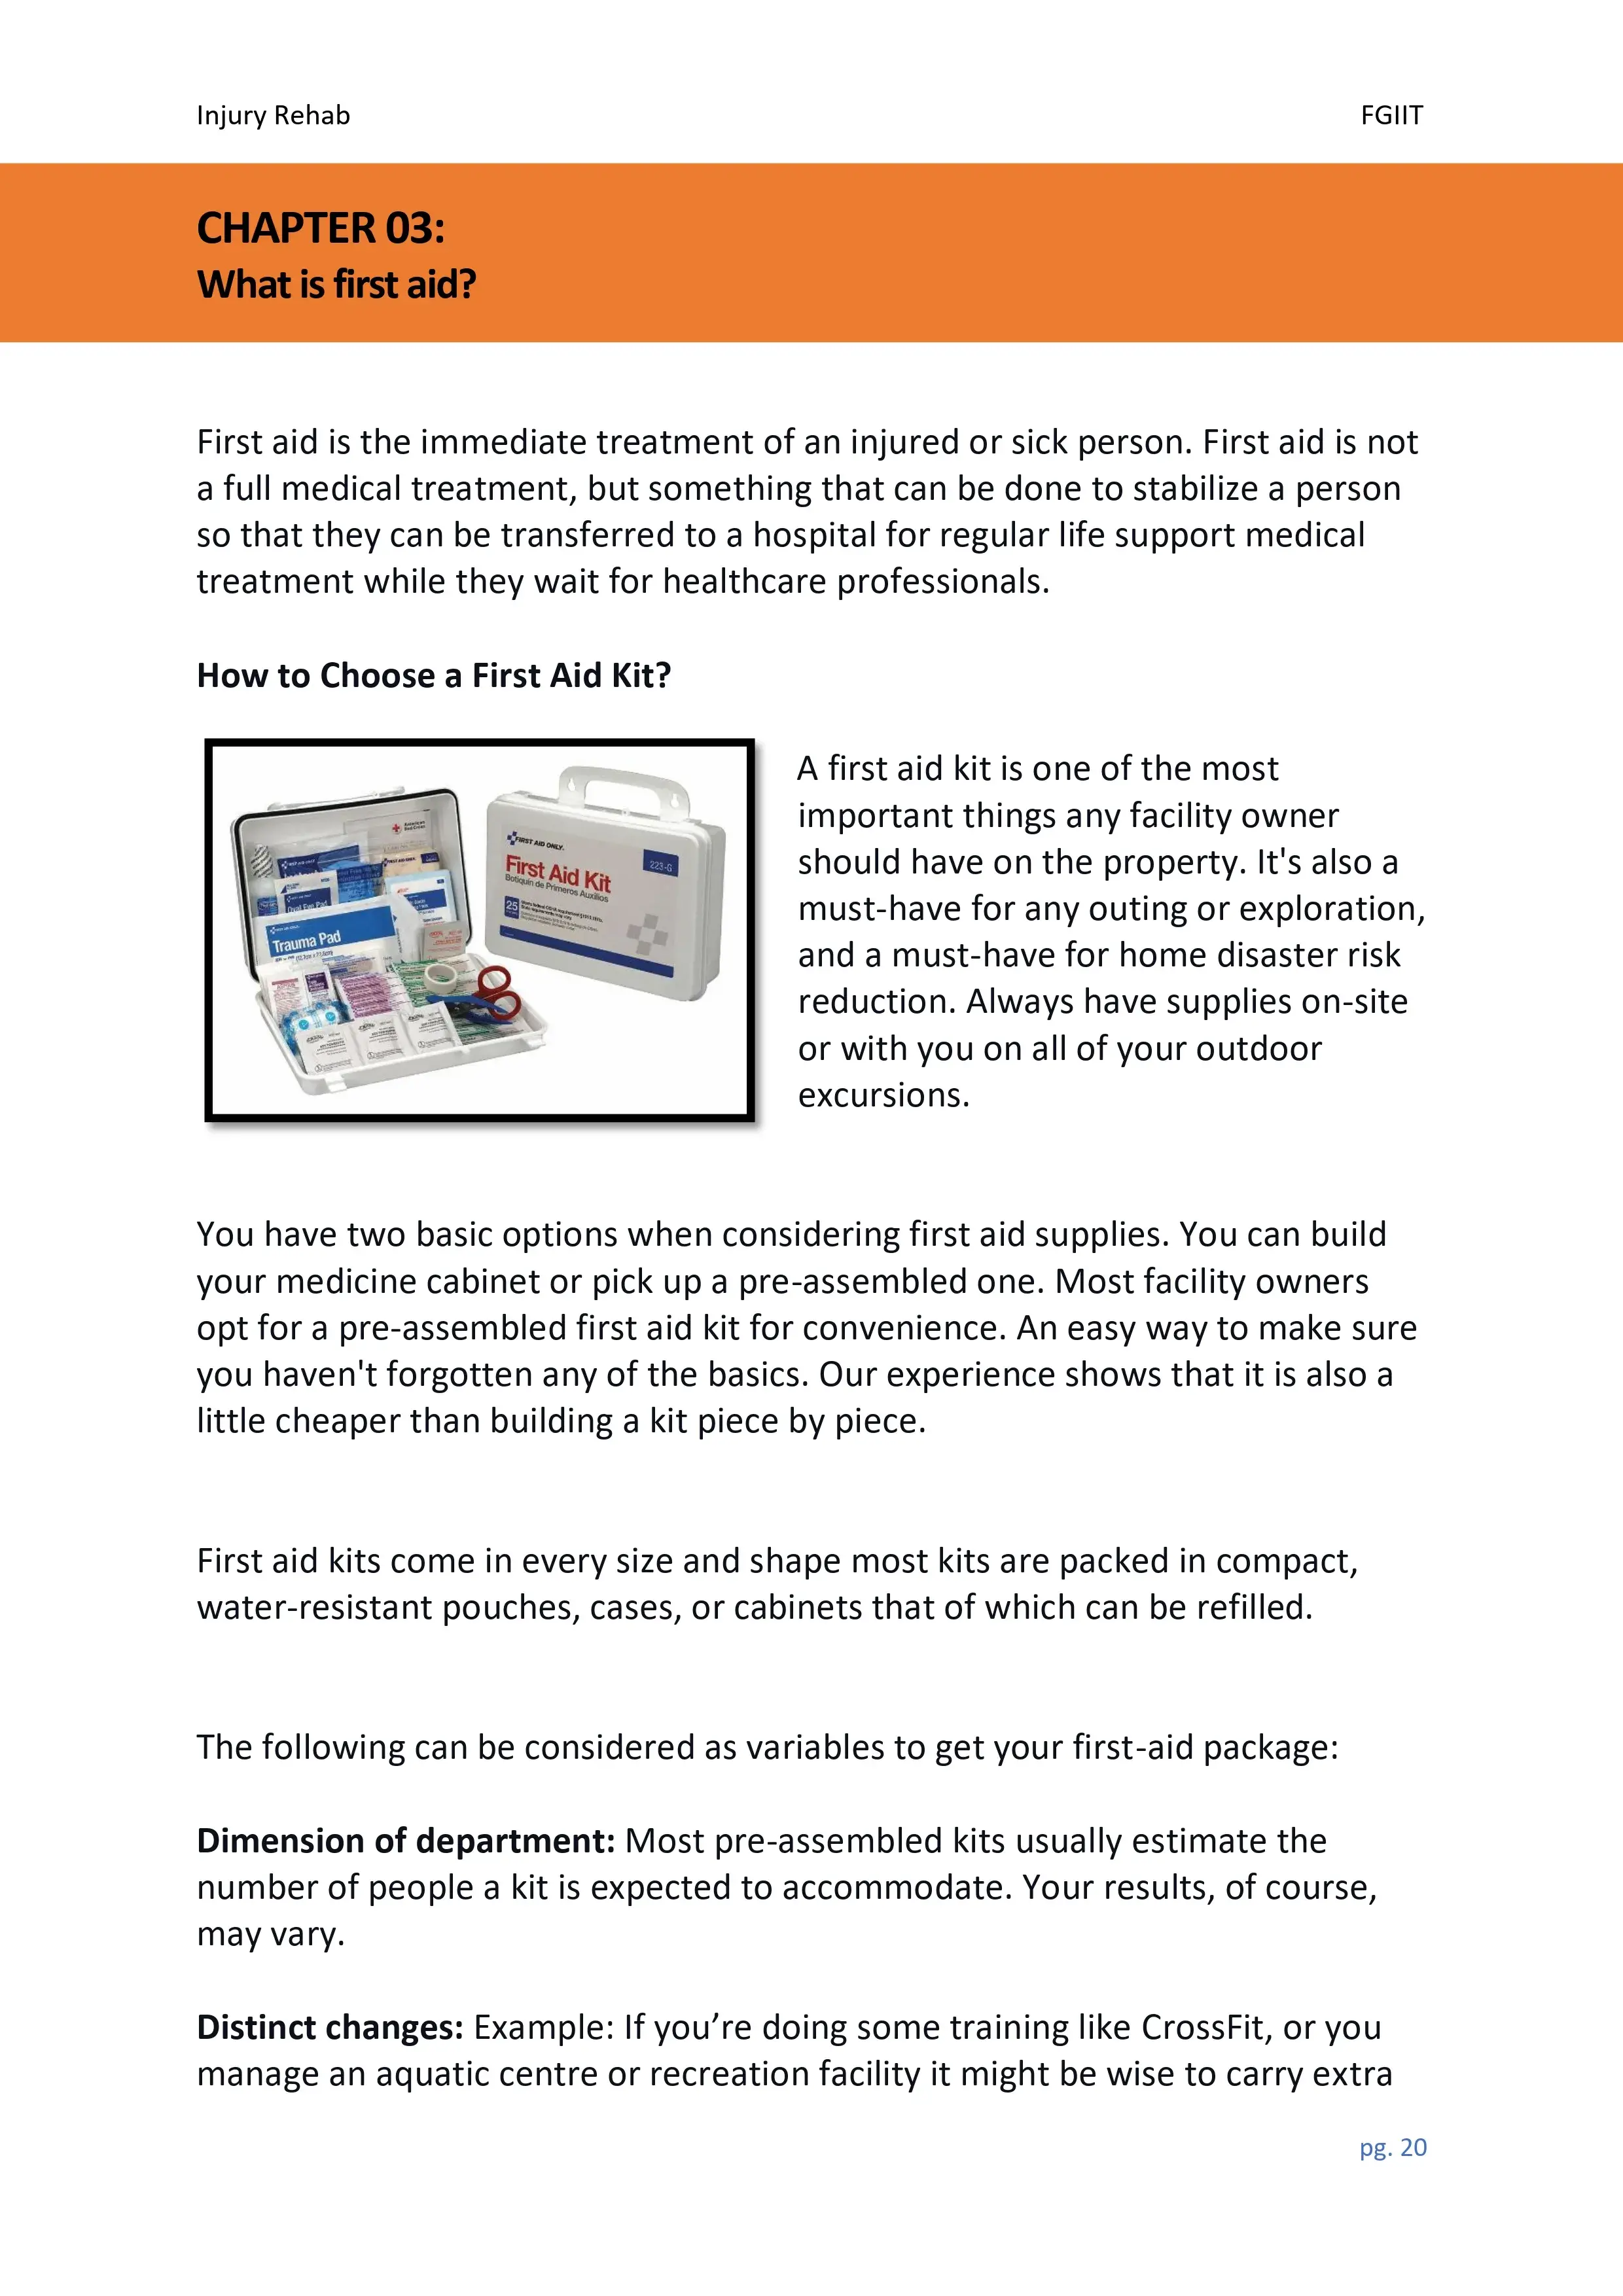 Injury Rehab FGIIT
CHAPTER 03:
What is first aid?
First aid is the immediate treatment of an injured or sick person. First aid is not
a full medical treatment, but something that can be done to stabilize a person
so that they can be transferred to a hospital for regular life support medical
treatment while they wait for healthcare professionals.
How to Choose a First Aid Kit?
FIRST AID ONLY.
First Aid Kit
Botiquin de Primeros Auxilios
223-G
25
Trauma Pad
American
Red Cross
A first aid kit is one of the most
important things any facility owner
should have on the property. It's also a
must-have for any outing or exploration,
and a must-have for home disaster risk
reduction. Always have supplies on-site
or with you on all of your outdoor
excursions.
You have two basic options when considering first aid supplies. You can build
your medicine cabinet or pick up a pre-assembled one. Most facility owners
opt for a pre-assembled first aid kit for convenience. An easy way to make sure
you haven't forgotten any of the basics. Our experience shows that it is also a
little cheaper than building a kit piece by piece.
First aid kits come in every size and shape most kits are packed in compact,
water-resistant pouches, cases, or cabinets that of which can be refilled.
The following can be considered as variables to get your first-aid package:
Dimension of department: Most pre-assembled kits usually estimate the
number of people a kit is expected to accommodate. Your results, of course,
may vary.
Distinct changes: Example: If you’re doing some training like CrossFit, or you
manage an aquatic centre or recreation facility it might be wise to carry extra
pg. 20